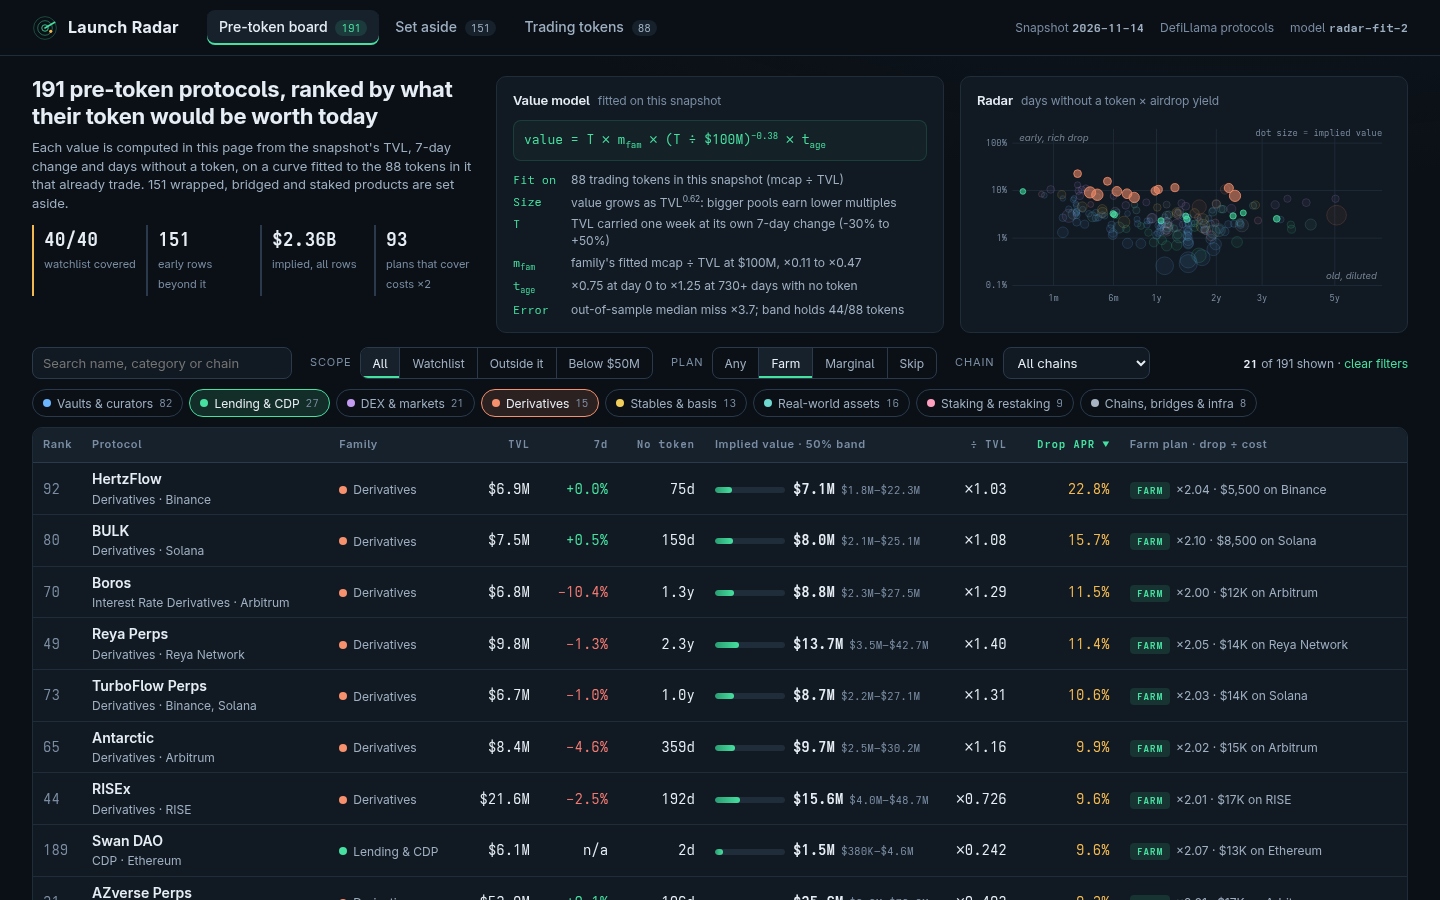 Launch Radar
Pre-token board 191
Set aside 151
Trading tokens 88
Snapshot 2026-11-14 DefiLlama protocols model radar-fit-2
191 pre-token protocols, ranked by what
their token would be worth today
Each value is computed in this page from the snapshot's TVL, 7-day
change and days without a token, on a curve fitted to the 88 tokens in it
that already trade. 151 wrapped, bridged and staked products are set
aside.
40/40
watchlist covered
151
early rows
beyond it
$2.36B
implied, all rows
93
plans that cover
costs ×2
Value model fitted on this snapshot
value = T × m_fam × (T ÷ $100M)^−0.38 × t_age
Fit on 88 trading tokens in this snapshot (mcap ÷ TVL)
Size value grows as TVL^0.62: bigger pools earn lower multiples
T TVL carried one week at its own 7-day change (-30% to
+50%)
m_fam family's fitted mcap ÷ TVL at $100M, ×0.11 to ×0.47
t_age ×0.75 at day 0 to ×1.25 at 730+ days with no token
Error out-of-sample median miss ×3.7; band holds 44/88 tokens
Radar days without a token × airdrop yield
early, rich drop
dot size = implied value
100%
10%
1%
0.1%
old, diluted
1m 6m 1y 2y 3y 5y
Search name, category or chain
SCOPE All Watchlist Outside it Below $50M
PLAN Any Farm Marginal Skip
CHAIN All chains
21 of 191 shown · clear filters
Vaults & curators 82
Lending & CDP 27
DEX & markets 21
Derivatives 15
Stables & basis 13
Real-world assets 16
Staking & restaking 9
Chains, bridges & infra 8
Rank Protocol Family TVL 7d No token Implied value · 50% band ÷ TVL Drop APR ▼ Farm plan · drop ÷ cost
92 HertzFlow Derivatives $6.9M +0.0% 75d $7.1M $1.8M–$22.3M ×1.03 22.8% FARM ×2.04 · $5,500 on Binance
Derivatives · Binance
80 BULK Derivatives $7.5M +0.5% 159d $8.0M $2.1M–$25.1M ×1.08 15.7% FARM ×2.10 · $8,500 on Solana
Derivatives · Solana
70 Boros Derivatives $6.8M −10.4% 1.3y $8.8M $2.3M–$27.5M ×1.29 11.5% FARM ×2.00 · $12K on Arbitrum
Interest Rate Derivatives · Arbitrum
49 Reya Perps Derivatives $9.8M −1.3% 2.3y $13.7M $3.5M–$42.7M ×1.40 11.4% FARM ×2.05 · $14K on Reya Network
Derivatives · Reya Network
73 TurboFlow Perps Derivatives $6.7M −1.0% 1.0y $8.7M $2.2M–$27.1M ×1.31 10.6% FARM ×2.03 · $14K on Solana
Derivatives · Binance, Solana
65 Antarctic Derivatives $8.4M −4.6% 359d $9.7M $2.5M–$30.2M ×1.16 9.9% FARM ×2.02 · $15K on Arbitrum
Derivatives · Arbitrum
44 RISEx Derivatives $21.6M −2.5% 192d $15.6M $4.0M–$48.7M ×0.726 9.6% FARM ×2.01 · $17K on RISE
Derivatives · RISE
189 Swan DAO Lending & CDP $6.1M n/a 2d $1.5M $380K–$4.6M ×0.242 9.6% FARM ×2.07 · $13K on Ethereum
CDP · Ethereum
AZverse Perps